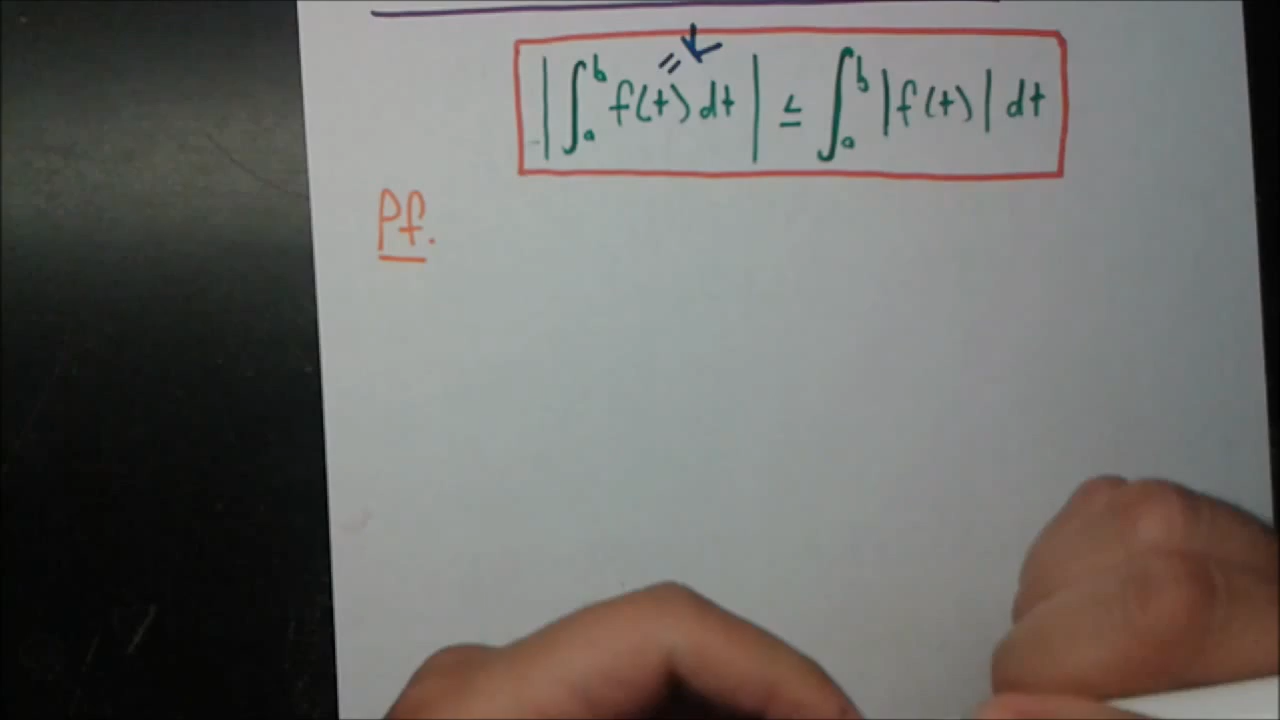 |∫ₐᵇ f(t) dt| ≤ ∫ₐᵇ |f(t)| dt
Pf.